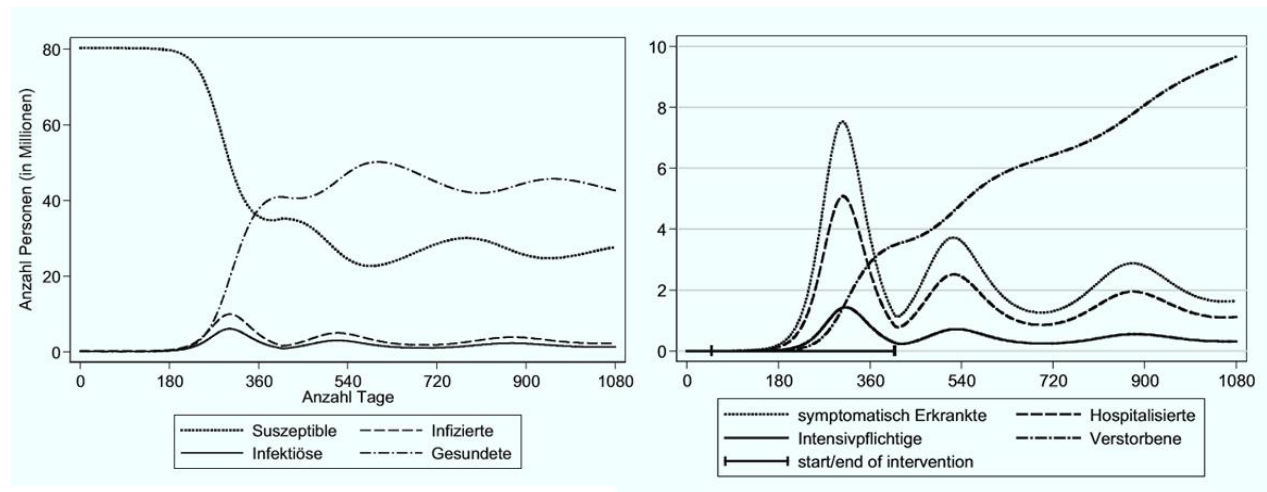 Anzahl Personen (in Millionen)
80
60
40
20
0
0 180 360 540 720 900 1080
Anzahl Tage
Suszeptible Infizierte
Infektiöse Gesundete
10
8
6
4
2
0
0 180 360 540 720 900 1080
symptomatisch Erkrankte Hospitalisierte
Intensivpflichtige Verstorbene
start/end of intervention